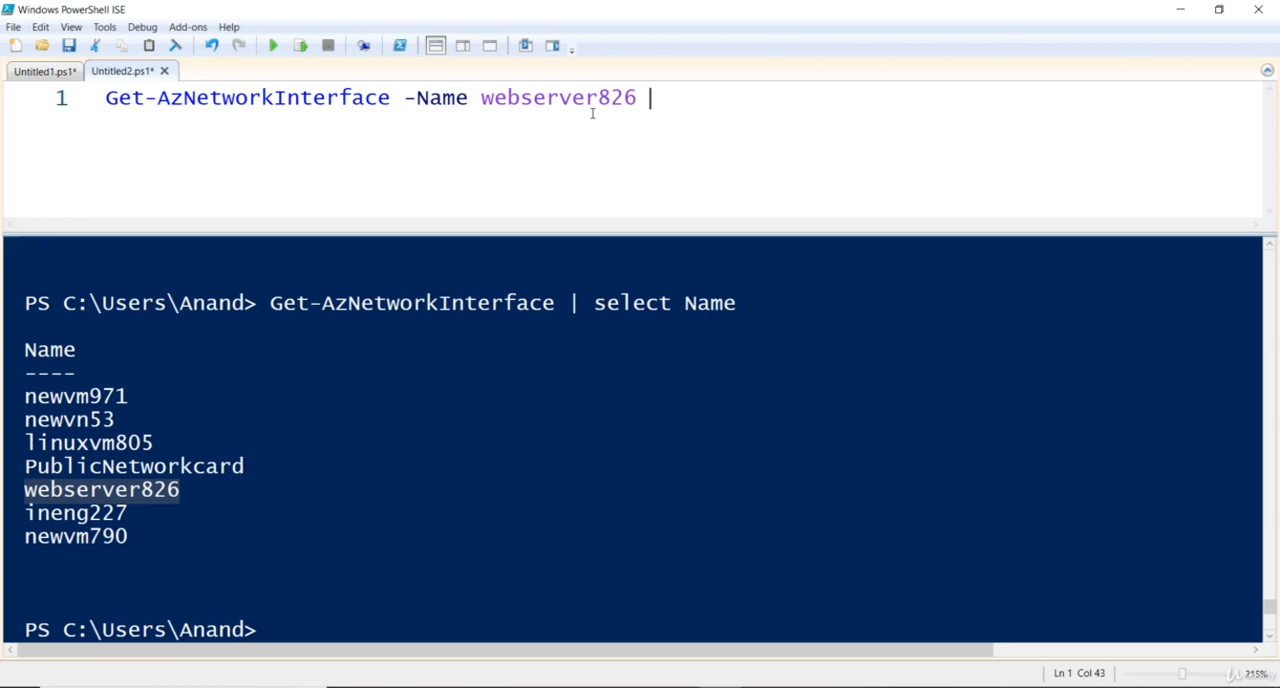 Windows PowerShell ISE
File Edit View Tools Debug Add-ons Help
Untitled1.ps1* Untitled2.ps1*
1 Get-AzNetworkInterface -Name webserver826
PS C:\Users\Anand> Get-AzNetworkInterface | select Name
Name
----
newvm971
newvn53
linuxvm805
PublicNetworkcard
webserver826
ineng227
newvm790
PS C:\Users\Anand>
Ln 1 Col 43 215%